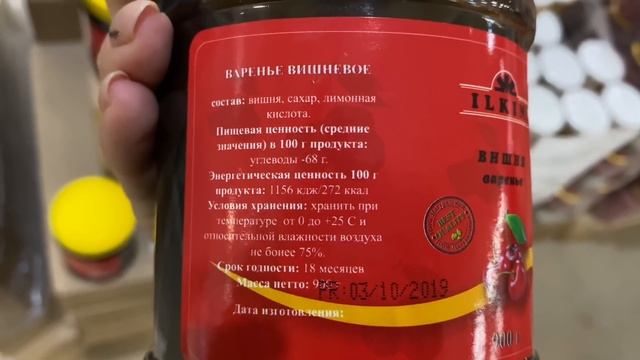 ВАРЕНЬЕ ВИШНЕВОЕ
состав: вишня, сахар, лимонная
кислота.
Пищевая ценность (средние
значения) в 100 г продукта:
углеводы -68 г.
Энергетическая ценность 100 г
продукта: 1156 кдж/272 ккал
Условия хранения: хранить при
температуре от 0 до +25 С и
относительной влажности воздуха
не более 75%.
Срок годности: 18 месяцев
Масса нетто:
PR:03/10/2019
Дата изготовления:
ILKIN
ВИШНЯ
варенье
900 г